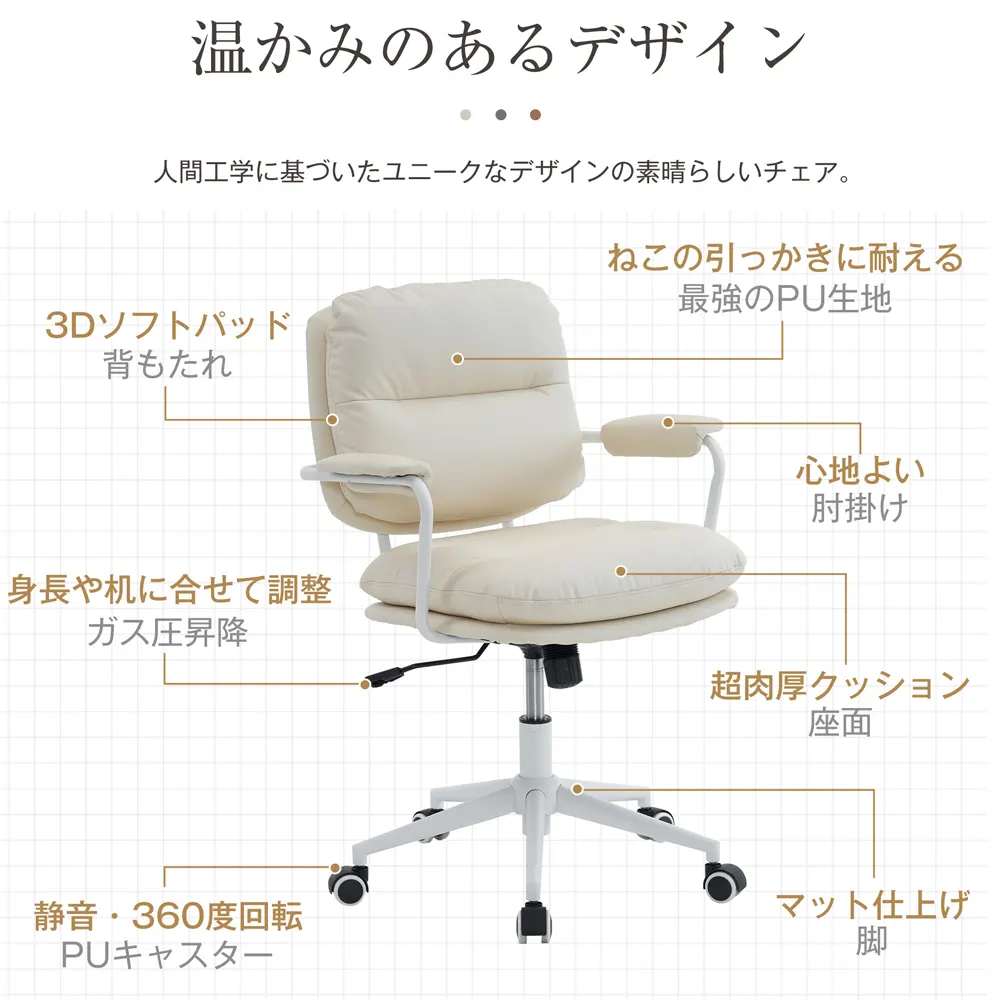 温かみのあるデザイン
人間工学に基づいたユニークなデザインの素晴らしいチェア。
ねこの引っかきに耐える
最強のPU生地
3Dソフトパッド
背もたれ
心地よい
肘掛け
身長や机に合せて調整
ガス圧昇降
超肉厚クッション
座面
マット仕上げ
脚
静音・360度回転
PUキャスター